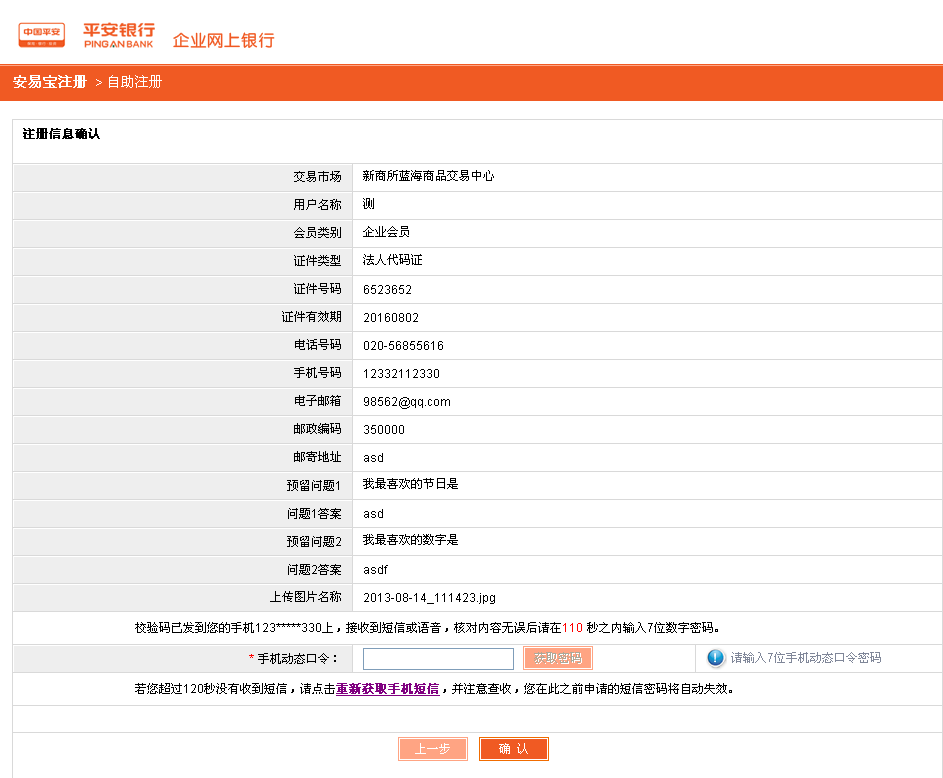 中国平安
平安银行
PING AN BANK
企业网上银行
安易宝注册 > 自助注册
注册信息确认
交易市场 新商所蓝海商品交易中心
用户名称 测
会员类别 企业会员
证件类型 法人代码证
证件号码 6523652
证件有效期 20160802
电话号码 020-56855616
手机号码 12332112330
电子邮箱 98562@qq.com
邮政编码 350000
邮寄地址 asd
预留问题1 我最喜欢的节日是
问题1答案 asd
预留问题2 我最喜欢的数字是
问题2答案 asdf
上传图片名称 2013-08-14_111423.jpg
校验码已发到您的手机123*****330上，接收到短信或语音，核对内容无误后请在110 秒之内输入7位数字密码。
* 手机动态口令： 获取密码 请输入7位手机动态口令密码
若您超过120秒没有收到短信，请点击重新获取手机短信，并注意查收，您在此之前申请的短信密码将自动失效。
上一步 确 认